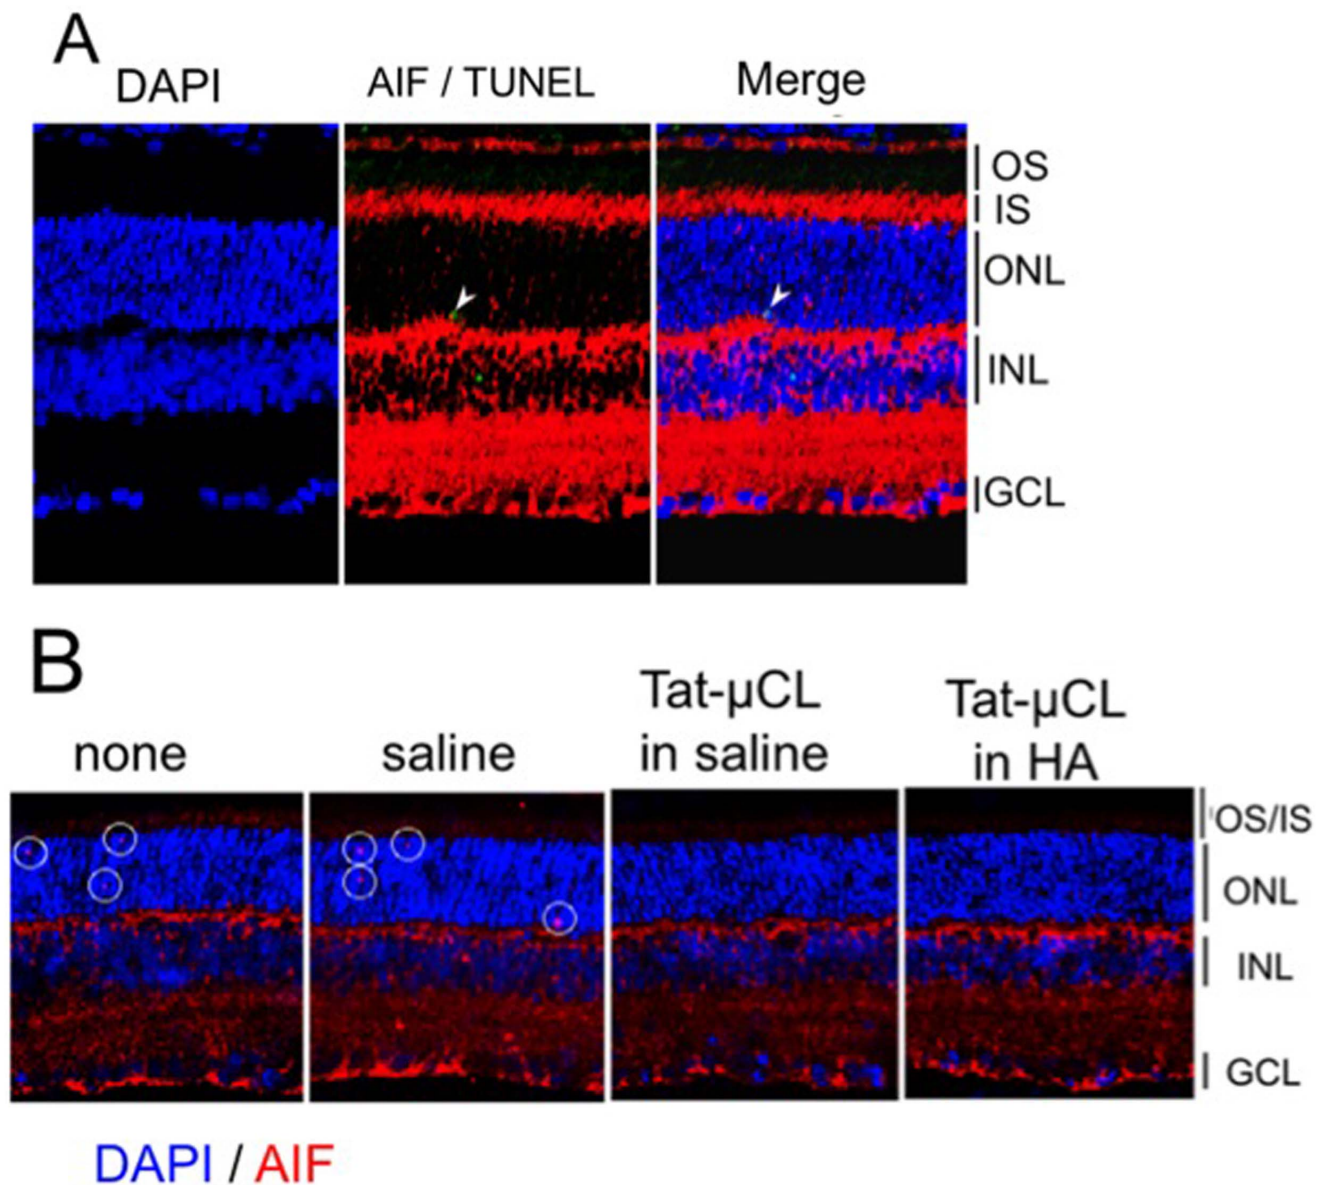 A
DAPI
AIF / TUNEL
Merge
OS
IS
ONL
INL
GCL
B
none
saline
Tat-µCL
in saline
Tat-µCL
in HA
OS/IS
ONL
INL
GCL
DAPI / AIF